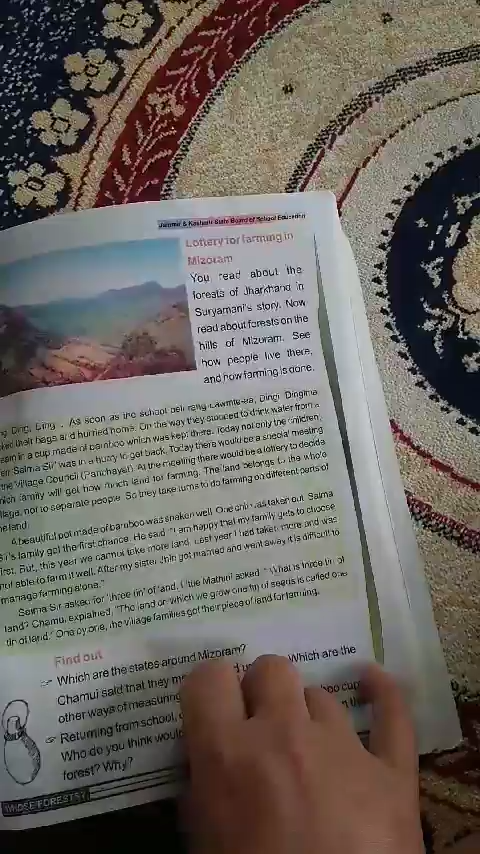 Jammu & Kashmir State Board of School Education
Lottery for farming in
Mizoram
You read about the
forests of Jharkhand in
Suryamani's story. Now
read about forests on the
hills of Mizoram. See
how people live there,
and how farming is done.
Ding, Ding . As soon as the school bell rang Lawmte-aa, Dingi, Dingima
their bags and hurried home. On the way they stopped to drink water from a
in a cup made of bamboo which was kept there. Today not only the children,
Saima Sir' was in a hurry to get back. Today there would be a special meeting
the Village Council (Panchayat). At the meeting there would be a lottery to decide
family will get how much land for farming. The land belongs to the whole
not to separate people. So they take turns to do farming on different parts of
land.
A beautiful pot made of bamboo was shaken well. One chit was taken out. Saima
family got the first chance. He said, "I am happy that my family gets to choose
first. But, this year we cannot take more land. Last year I had taken more and was
not able to farm it well. After my sister Jhiri got married and went away it is difficult to
manage farming alone."
Saima Sir asked for 'three tin' of land. Little Mathini asked, "What is three tin of
land? Chamui explained, "The land on which we grow one tin of seeds is called one
tin of land." One by one, the village families got their piece of land for farming.
Find out
Which are the states around Mizoram?
Chamui said that they Which are the
other ways of measuring
Returning from school, cup
Who do you think would
forest? Why?
WHOSE FORESTS?